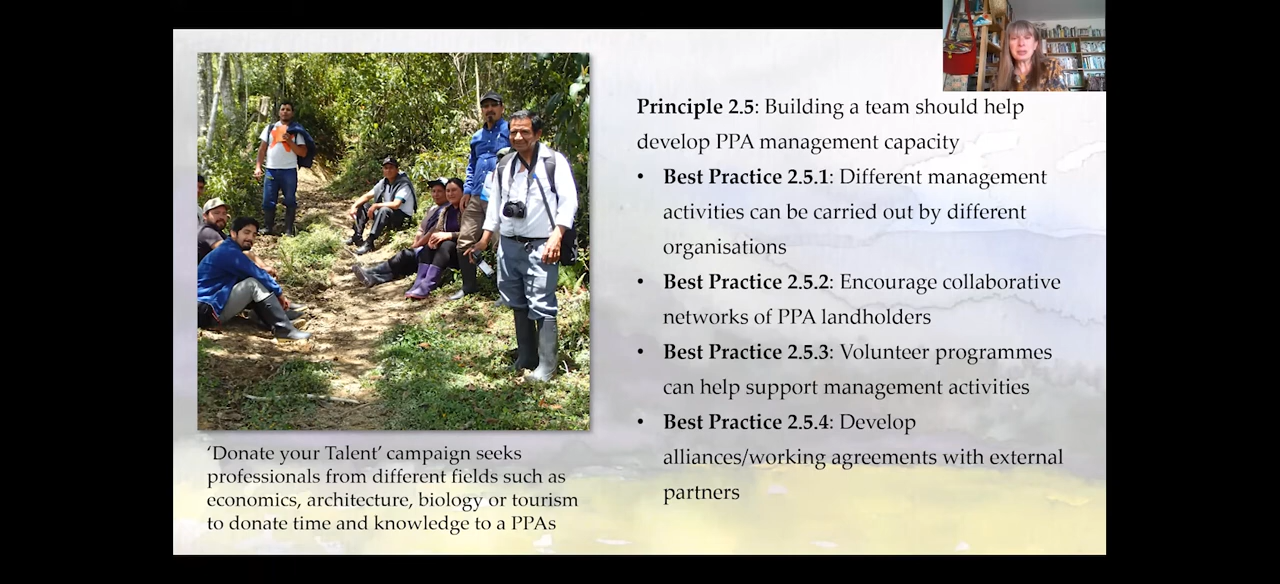 Principle 2.5: Building a team should help
develop PPA management capacity
• Best Practice 2.5.1: Different management
activities can be carried out by different
organisations
• Best Practice 2.5.2: Encourage collaborative
networks of PPA landholders
• Best Practice 2.5.3: Volunteer programmes
can help support management activities
• Best Practice 2.5.4: Develop
alliances/working agreements with external
partners
‘Donate your Talent’ campaign seeks
professionals from different fields such as
economics, architecture, biology or tourism
to donate time and knowledge to a PPAs